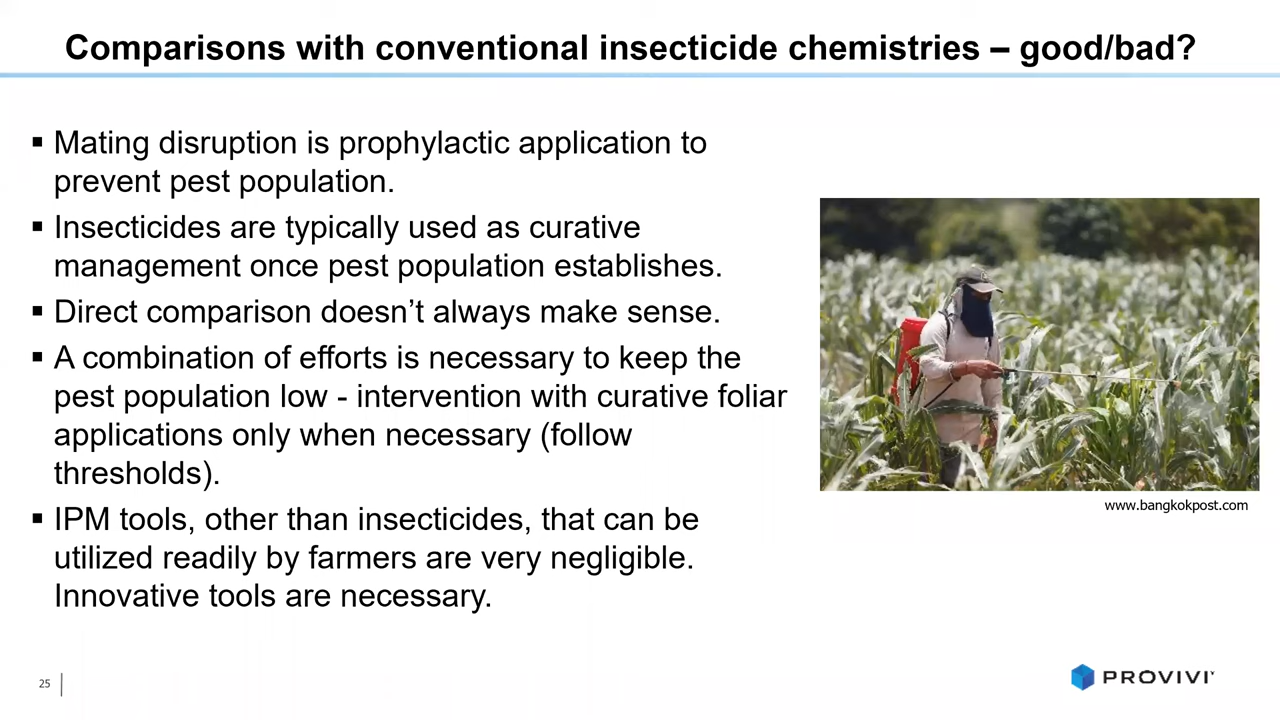 Comparisons with conventional insecticide chemistries – good/bad?
▪ Mating disruption is prophylactic application to
prevent pest population.
▪ Insecticides are typically used as curative
management once pest population establishes.
▪ Direct comparison doesn’t always make sense.
▪ A combination of efforts is necessary to keep the
pest population low - intervention with curative foliar
applications only when necessary (follow
thresholds).
▪ IPM tools, other than insecticides, that can be
utilized readily by farmers are very negligible.
Innovative tools are necessary.
www.bangkokpost.com
25
PROVIVI